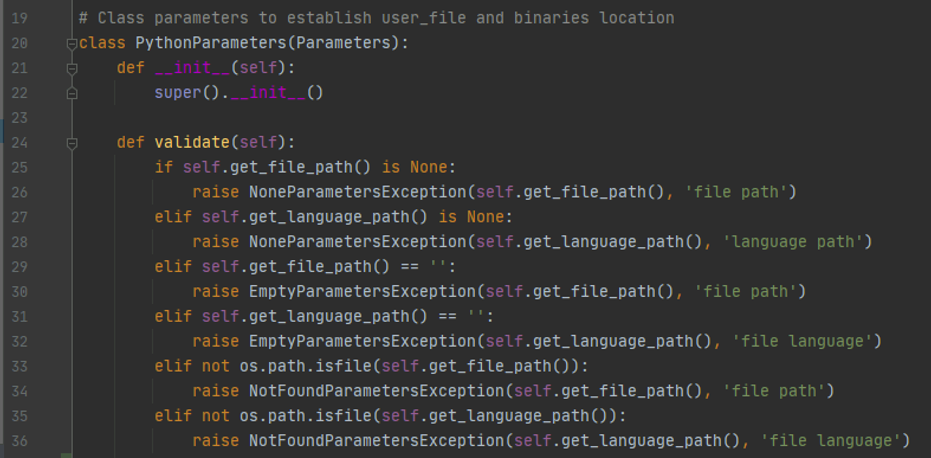 19 # Class parameters to establish user_file and binaries location
20 class PythonParameters(Parameters):
21     def __init__(self):
22         super().__init__()
23
24     def validate(self):
25         if self.get_file_path() is None:
26             raise NoneParametersException(self.get_file_path(), 'file path')
27         elif self.get_language_path() is None:
28             raise NoneParametersException(self.get_language_path(), 'language path')
29         elif self.get_file_path() == '':
30             raise EmptyParametersException(self.get_file_path(), 'file path')
31         elif self.get_language_path() == '':
32             raise EmptyParametersException(self.get_language_path(), 'file language')
33         elif not os.path.isfile(self.get_file_path()):
34             raise NotFoundParametersException(self.get_file_path(), 'file path')
35         elif not os.path.isfile(self.get_language_path()):
36             raise NotFoundParametersException(self.get_language_path(), 'file language')